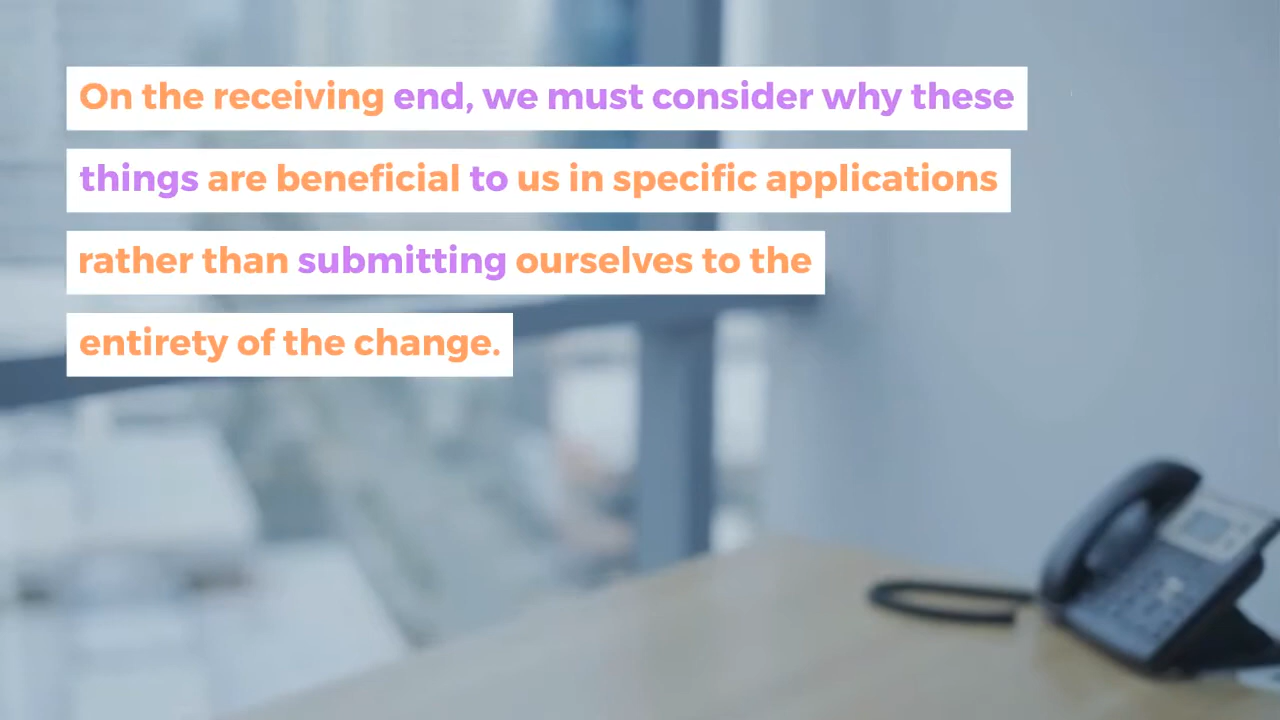 On the receiving end, we must consider why these
things are beneficial to us in specific applications
rather than submitting ourselves to the
entirety of the change.